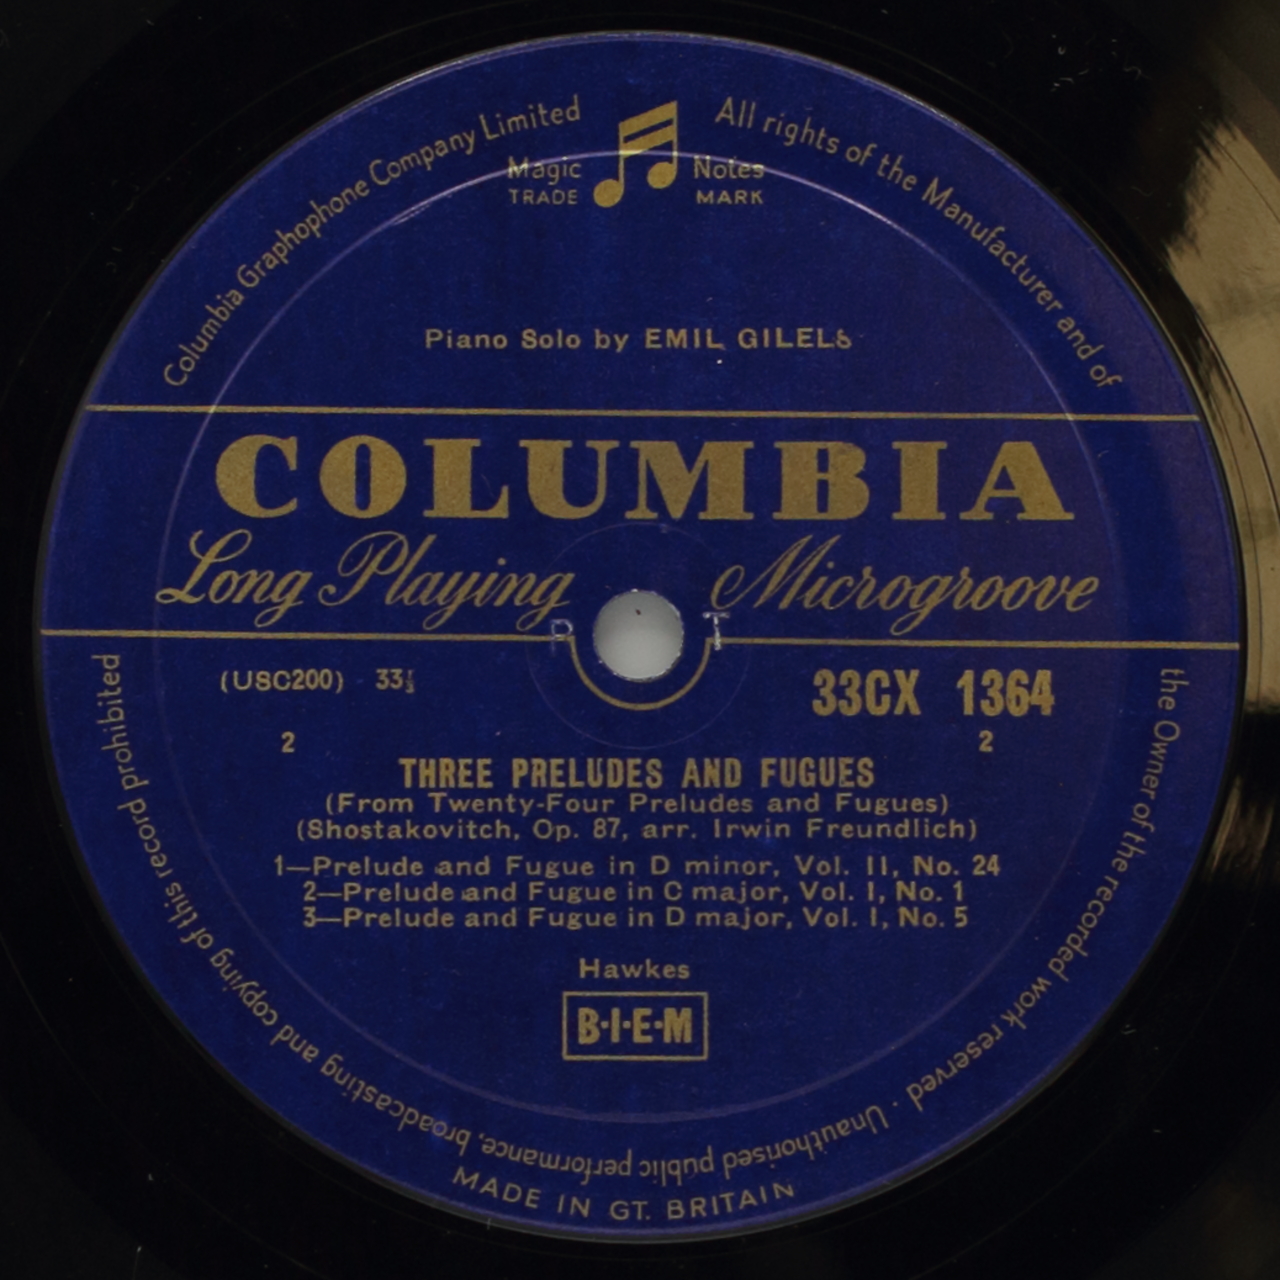 Columbia Graphophone Company Limited
All rights of the Manufacturer and of
the Owner of the recorded work reserved · Unauthorised public performance, broadcasting and copying of this record prohibited
Magic Notes
TRADE MARK
Piano Solo by EMIL GILELS
COLUMBIA
Long Playing Microgroove
P T
(USC200) 33⅓ 33CX 1364
2 2
THREE PRELUDES AND FUGUES
(From Twenty-Four Preludes and Fugues)
(Shostakovitch, Op. 87, arr. Irwin Freundlich)
1—Prelude and Fugue in D minor, Vol. II, No. 24
2—Prelude and Fugue in C major, Vol. I, No. 1
3—Prelude and Fugue in D major, Vol. I, No. 5
Hawkes
B·I·E·M
MADE IN GT. BRITAIN